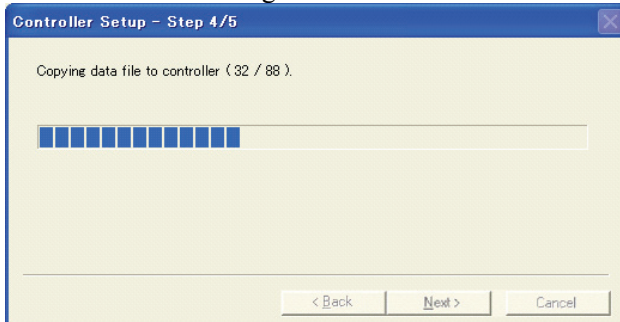 Controller Setup - Step 4/5
Copying data file to controller ( 32 / 88 ).
< Back
Next >
Cancel